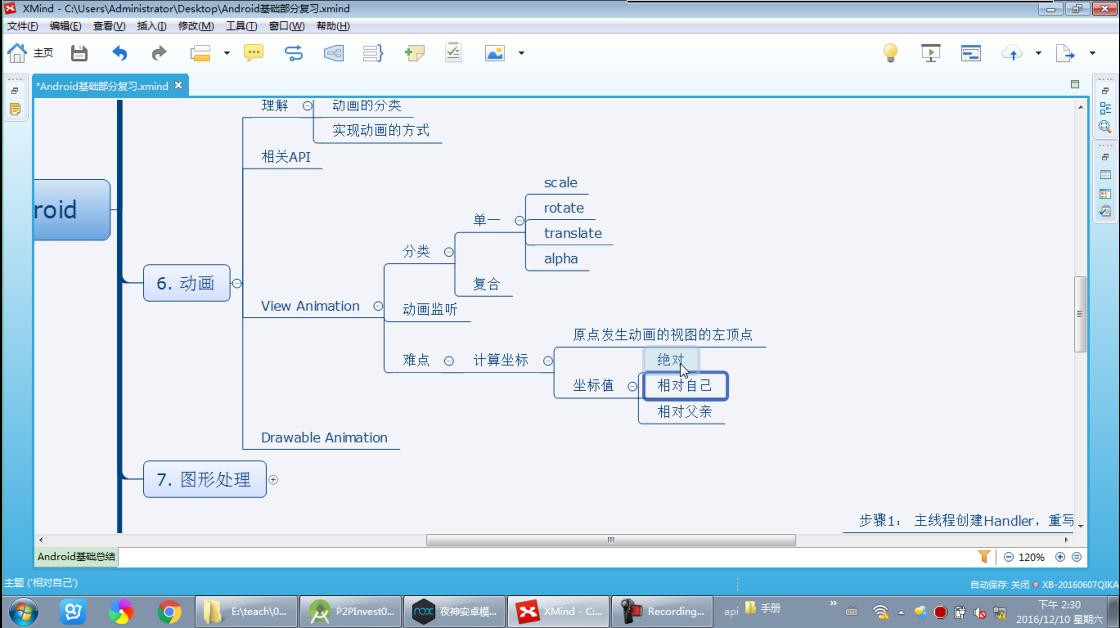 XMind - C:\Users\Administrator\Desktop\Android基础部分复习.xmind
文件(F) 编辑(E) 查看(V) 插入(I) 修改(M) 工具(T) 窗口(W) 帮助(H)
主页
*Android基础部分复习.xmind
理解
动画的分类
实现动画的方式
相关API
roid
6. 动画
View Animation
分类
单一
scale
rotate
translate
alpha
复合
动画监听
难点
计算坐标
原点发生动画的视图的左顶点
坐标值
绝对
相对自己
相对父亲
Drawable Animation
7. 图形处理
步骤1： 主线程创建Handler，重写
Android基础总结
120%
主题 ('相对自己')
自动保存: 关闭
XB-20160607QIKA
E:\teach\0...
P2PInvest0...
夜神安卓模...
XMind - C:...
Recording...
api
手册
下午 2:30
2016/12/10 星期六